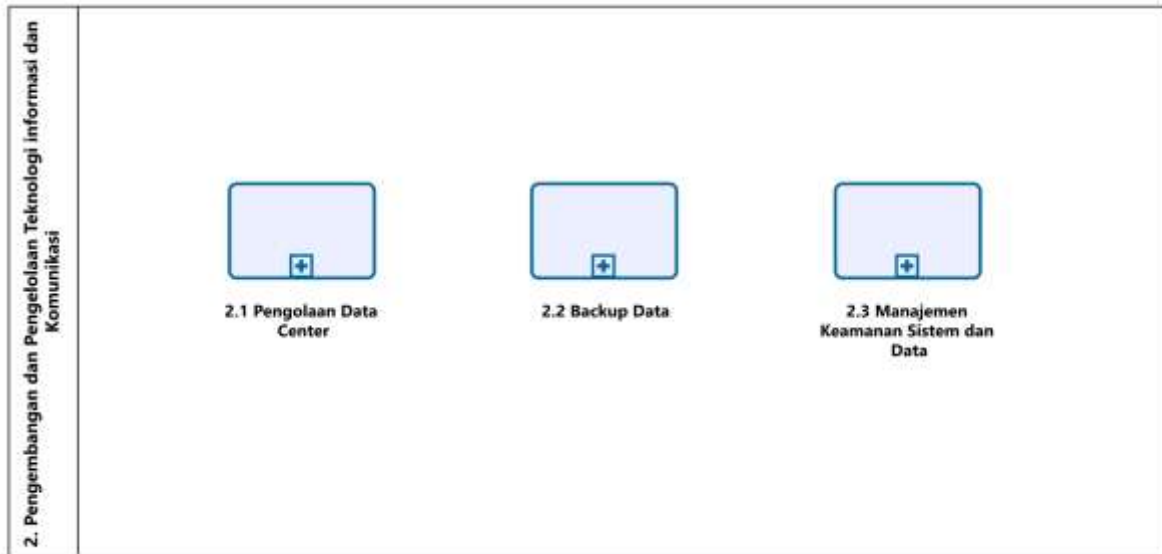 2. Pengembangan dan Pengelolaan Teknologi informasi dan
Komunikasi
2.1 Pengolaan Data
Center
2.2 Backup Data
2.3 Manajemen
Keamanan Sistem dan
Data